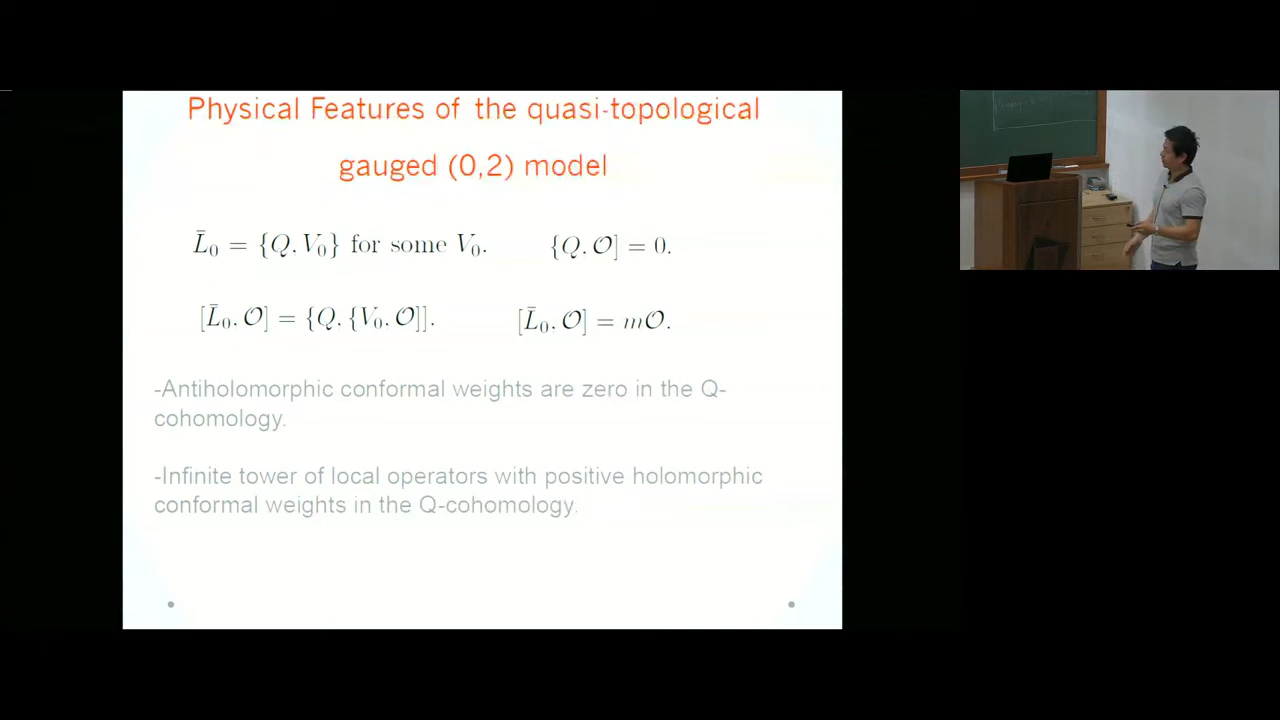 Physical Features of the quasi-topological
gauged (0,2) model
L̄₀ = {Q, V₀} for some V₀. {Q, 𝒪] = 0.
[L̄₀, 𝒪] = {Q, {V₀, 𝒪]]. [L̄₀, 𝒪] = m𝒪.
-Antiholomorphic conformal weights are zero in the Q-
cohomology.
-Infinite tower of local operators with positive holomorphic
conformal weights in the Q-cohomology.